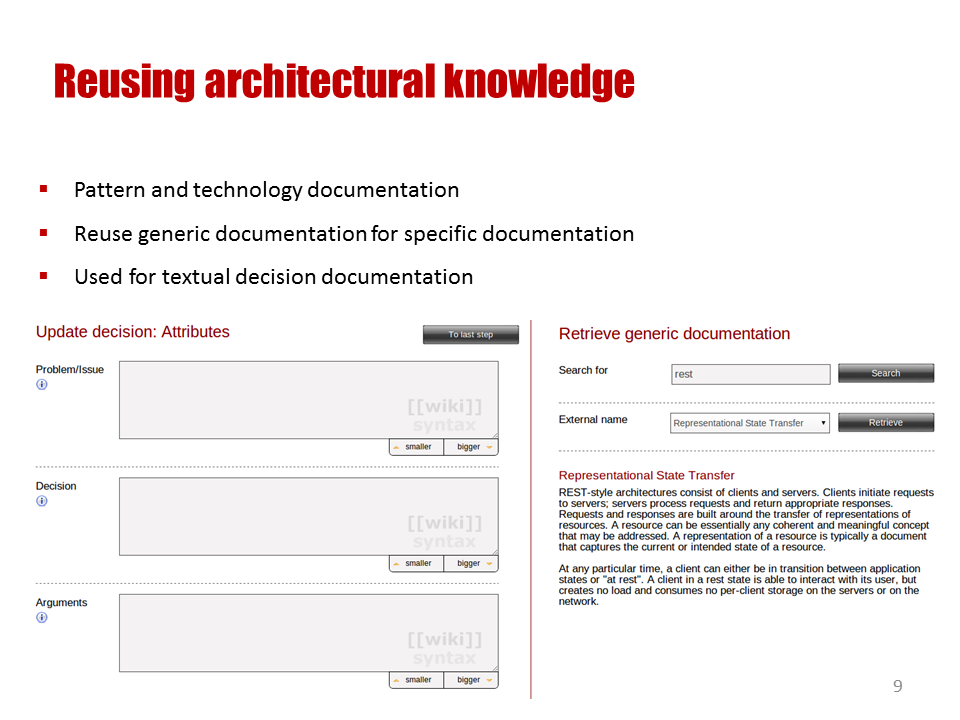 Reusing architectural knowledge
Pattern and technology documentation
Reuse generic documentation for specific documentation
Used for textual decision documentation
Update decision: Attributes
To last step
Problem/Issue
[[wiki]]
syntax
smaller
bigger
Decision
[[wiki]]
syntax
smaller
bigger
Arguments
[[wiki]]
syntax
smaller
bigger
Retrieve generic documentation
Search for
rest
Search
External name
Representational State Transfer
Retrieve
Representational State Transfer
REST-style architectures consist of clients and servers. Clients initiate requests
to servers; servers process requests and return appropriate responses.
Requests and responses are built around the transfer of representations of
resources. A resource can be essentially any coherent and meaningful concept
that may be addressed. A representation of a resource is typically a document
that captures the current or intended state of a resource.
At any particular time, a client can either be in transition between application
states or "at rest". A client in a rest state is able to interact with its user, but
creates no load and consumes no per-client storage on the servers or on the
network.
9